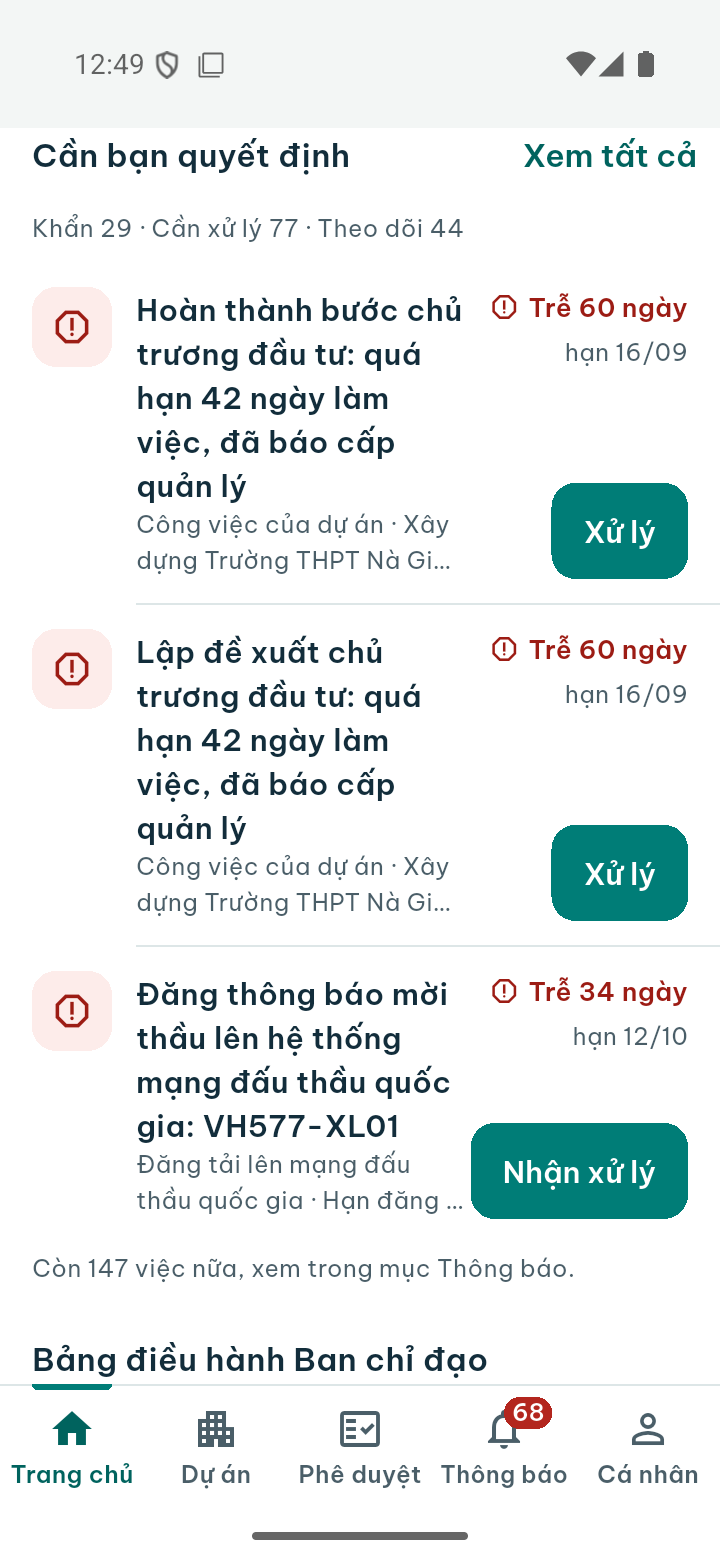 12:49
Cần bạn quyết định
Xem tất cả
Khẩn 29 · Cần xử lý 77 · Theo dõi 44
Hoàn thành bước chủ
trương đầu tư: quá
hạn 42 ngày làm
việc, đã báo cấp
quản lý
Công việc của dự án · Xây
dựng Trường THPT Nà Gi...
Trễ 60 ngày
hạn 16/09
Xử lý
Lập đề xuất chủ
trương đầu tư: quá
hạn 42 ngày làm
việc, đã báo cấp
quản lý
Công việc của dự án · Xây
dựng Trường THPT Nà Gi...
Trễ 60 ngày
hạn 16/09
Xử lý
Đăng thông báo mời
thầu lên hệ thống
mạng đấu thầu quốc
gia: VH577-XL01
Đăng tải lên mạng đấu
thầu quốc gia · Hạn đăng ...
Trễ 34 ngày
hạn 12/10
Nhận xử lý
Còn 147 việc nữa, xem trong mục Thông báo.
Bảng điều hành Ban chỉ đạo
68
Trang chủ
Dự án
Phê duyệt
Thông báo
Cá nhân